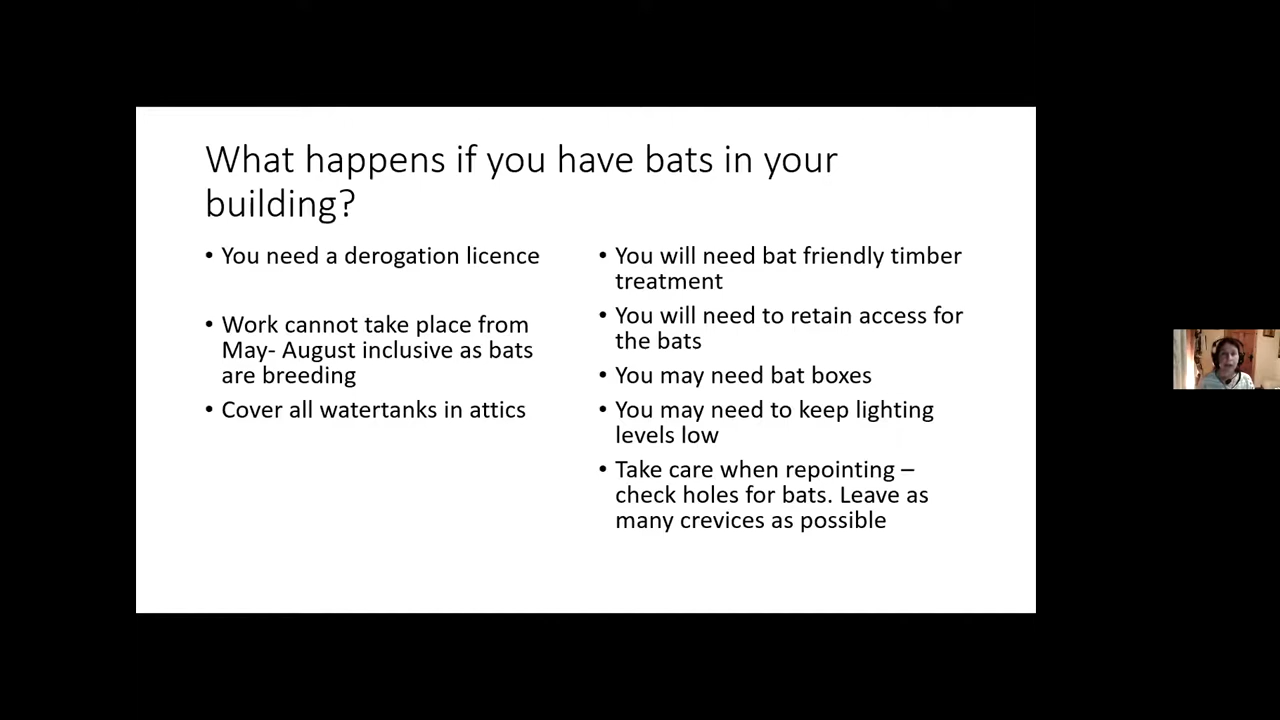 What happens if you have bats in your
building?
• You need a derogation licence
• Work cannot take place from
May- August inclusive as bats
are breeding
• Cover all watertanks in attics
• You will need bat friendly timber
treatment
• You will need to retain access for
the bats
• You may need bat boxes
• You may need to keep lighting
levels low
• Take care when repointing –
check holes for bats. Leave as
many crevices as possible